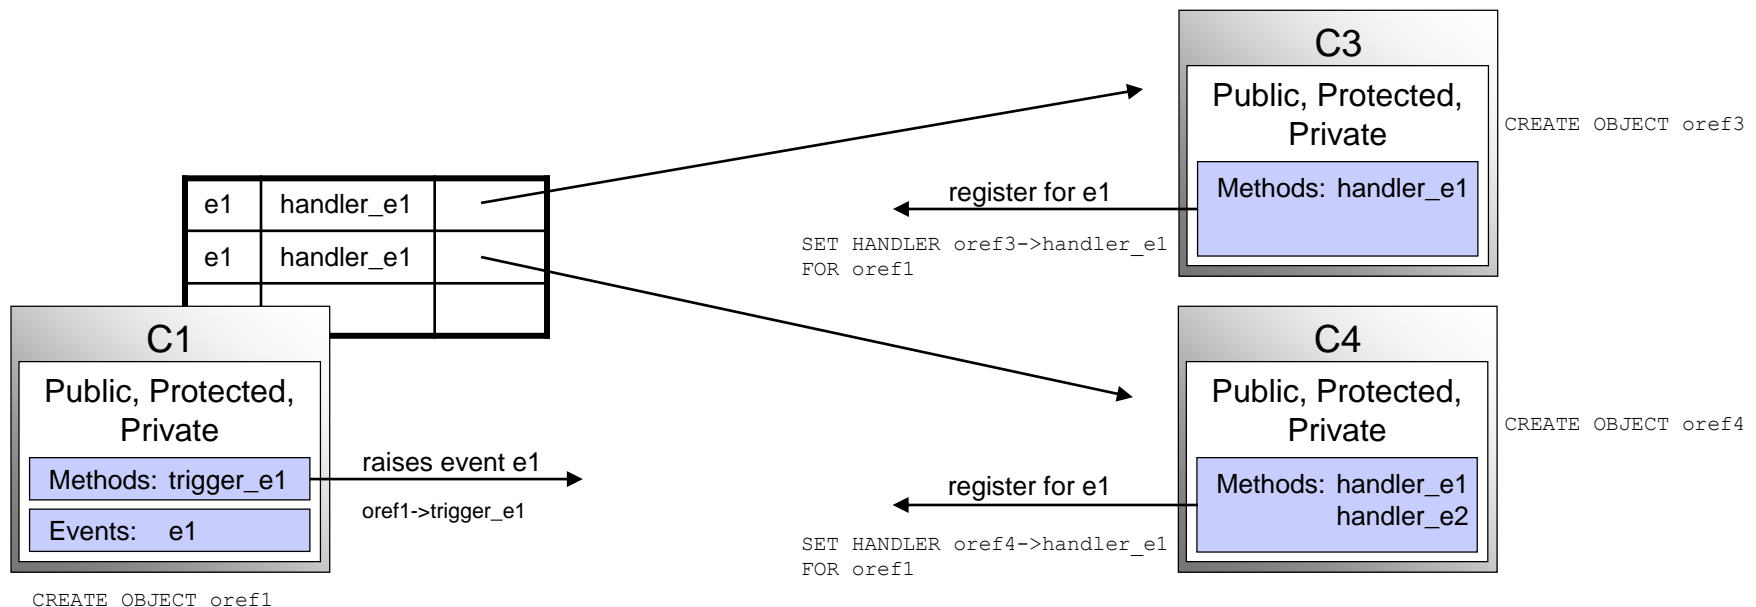 C3
Public, Protected,
Private
Methods: handler_e1
CREATE OBJECT oref3
register for e1
SET HANDLER oref3->handler_e1
FOR oref1
e1 handler_e1
e1 handler_e1
C1
Public, Protected,
Private
Methods: trigger_e1
Events: e1
CREATE OBJECT oref1
raises event e1
oref1->trigger_e1
C4
Public, Protected,
Private
Methods: handler_e1
handler_e2
CREATE OBJECT oref4
register for e1
SET HANDLER oref4->handler_e1
FOR oref1